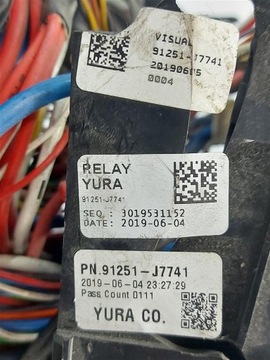 VISUAL
91251-J7741
20190605
0004
RELAY
YURA
91251-J7741
SEQ. : 3019531152
DATE: 2019-06-04
PN.91251-J7741
2019-06-04 23:27:29
Pass Count 0111
YURA CO.